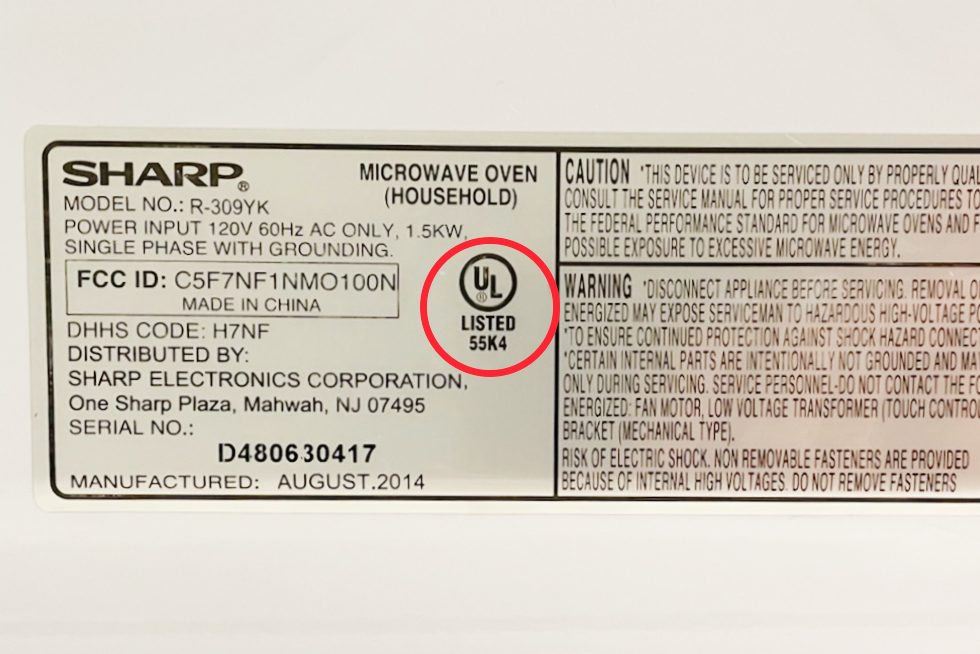 SHARP®
MICROWAVE OVEN
(HOUSEHOLD)
MODEL NO.: R-309YK
POWER INPUT 120V 60Hz AC ONLY, 1.5KW,
SINGLE PHASE WITH GROUNDING.
FCC ID: C5F7NF1NMO100N
MADE IN CHINA
UL®
LISTED
55K4
DHHS CODE: H7NF
DISTRIBUTED BY:
SHARP ELECTRONICS CORPORATION,
One Sharp Plaza, Mahwah, NJ 07495
SERIAL NO.:
D480630417
MANUFACTURED: AUGUST.2014
CAUTION *THIS DEVICE IS TO BE SERVICED ONLY BY PROPERLY QUAL
CONSULT THE SERVICE MANUAL FOR PROPER SERVICE PROCEDURES TO
THE FEDERAL PERFORMANCE STANDARD FOR MICROWAVE OVENS AND F
POSSIBLE EXPOSURE TO EXCESSIVE MICROWAVE ENERGY.
WARNING *DISCONNECT APPLIANCE BEFORE SERVICING. REMOVAL O
ENERGIZED MAY EXPOSE SERVICEMAN TO HAZARDOUS HIGH-VOLTAGE PO
*TO ENSURE CONTINUED PROTECTION AGAINST SHOCK HAZARD CONNEC
*CERTAIN INTERNAL PARTS ARE INTENTIONALLY NOT GROUNDED AND MA
ONLY DURING SERVICING. SERVICE PERSONNEL-DO NOT CONTACT THE FO
ENERGIZED: FAN MOTOR, LOW VOLTAGE TRANSFORMER (TOUCH CONTROL
BRACKET (MECHANICAL TYPE).
RISK OF ELECTRIC SHOCK. NON REMOVABLE FASTENERS ARE PROVIDED
BECAUSE OF INTERNAL HIGH VOLTAGES. DO NOT REMOVE FASTENERS